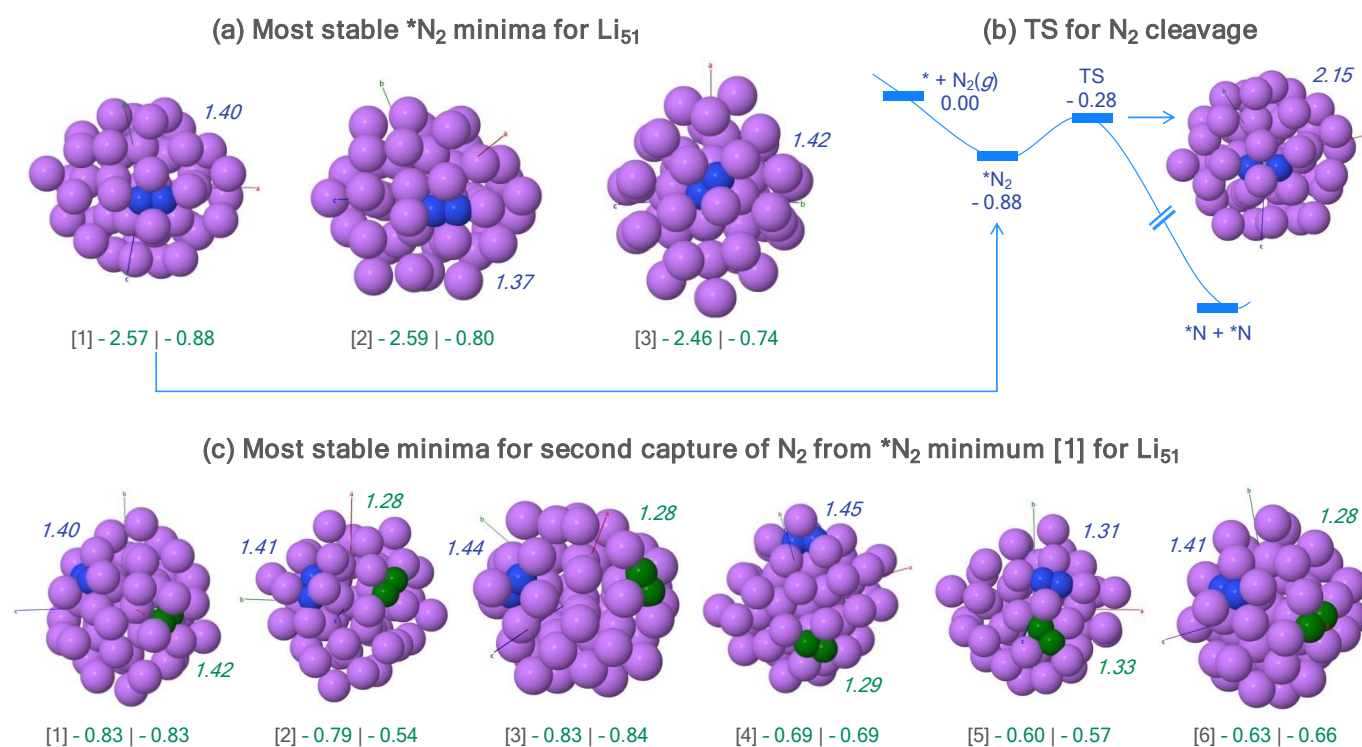 (a) Most stable *N₂ minima for Li₅₁
(b) TS for N₂ cleavage
1.40
1.37
1.42
* + N₂(g)
0.00
TS
- 0.28
2.15
*N₂
- 0.88
*N + *N
[1] - 2.57 | - 0.88
[2] - 2.59 | - 0.80
[3] - 2.46 | - 0.74
(c) Most stable minima for second capture of N₂ from *N₂ minimum [1] for Li₅₁
1.40
1.42
1.41
1.28
1.44
1.28
1.45
1.29
1.31
1.33
1.41
1.28
[1] - 0.83 | - 0.83
[2] - 0.79 | - 0.54
[3] - 0.83 | - 0.84
[4] - 0.69 | - 0.69
[5] - 0.60 | - 0.57
[6] - 0.63 | - 0.66